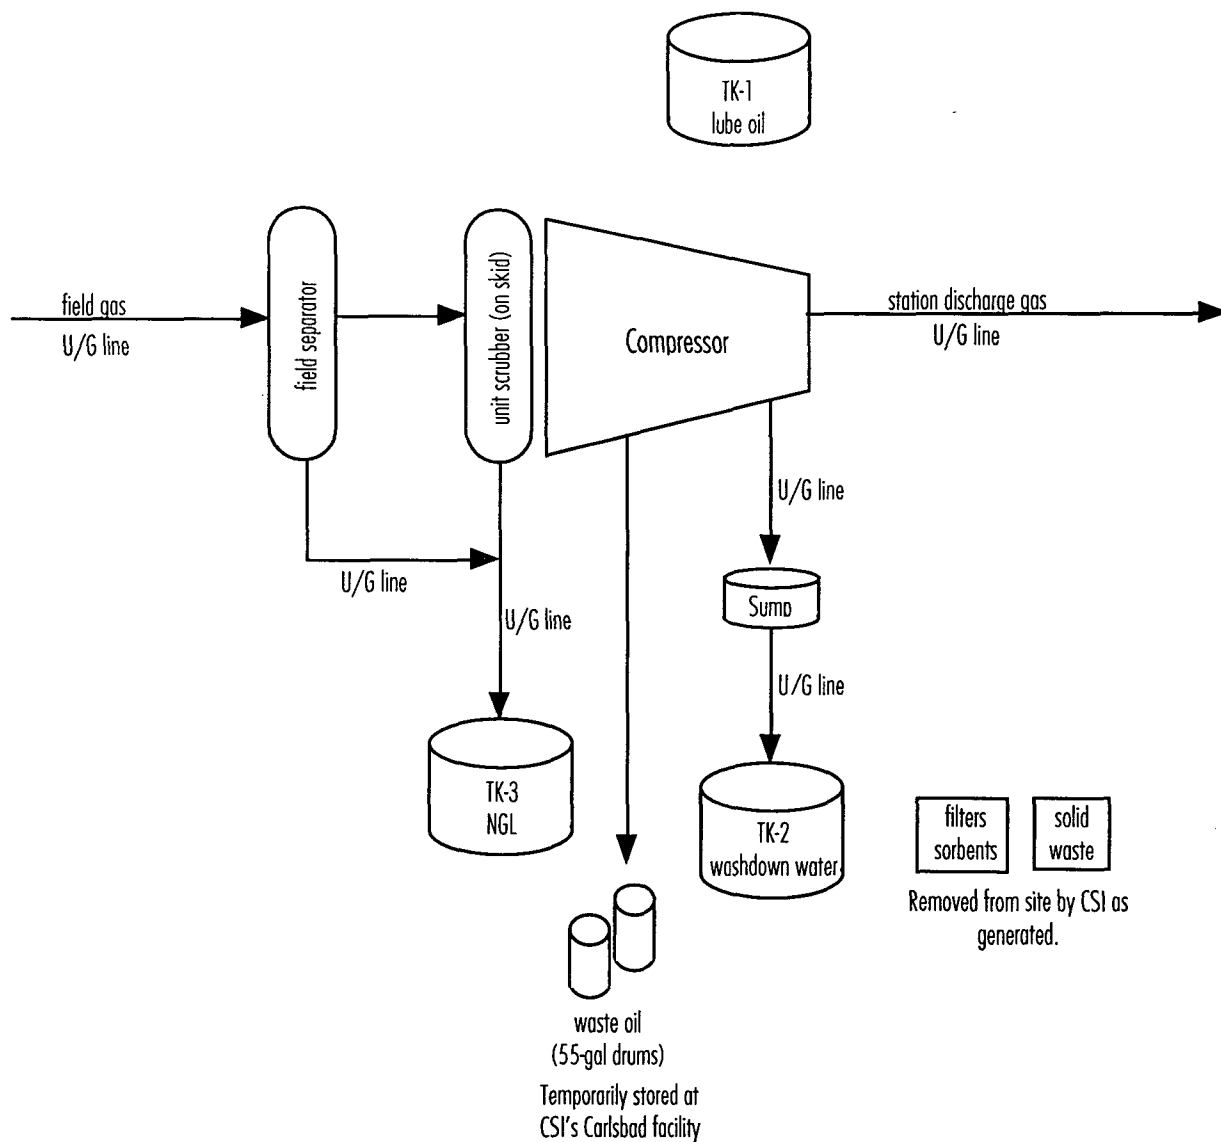 TK-1
lube oil
field gas
U/G line
field separator
unit scrubber (on skid)
Compressor
station discharge gas
U/G line
U/G line
U/G line
U/G line
Sump
U/G line
TK-3
NGL
TK-2
washdown water
filters
sorbents
solid
waste
Removed from site by CSI as
generated.
waste oil
(55-gal drums)
Temporarily stored at
CSI's Carlsbad facility